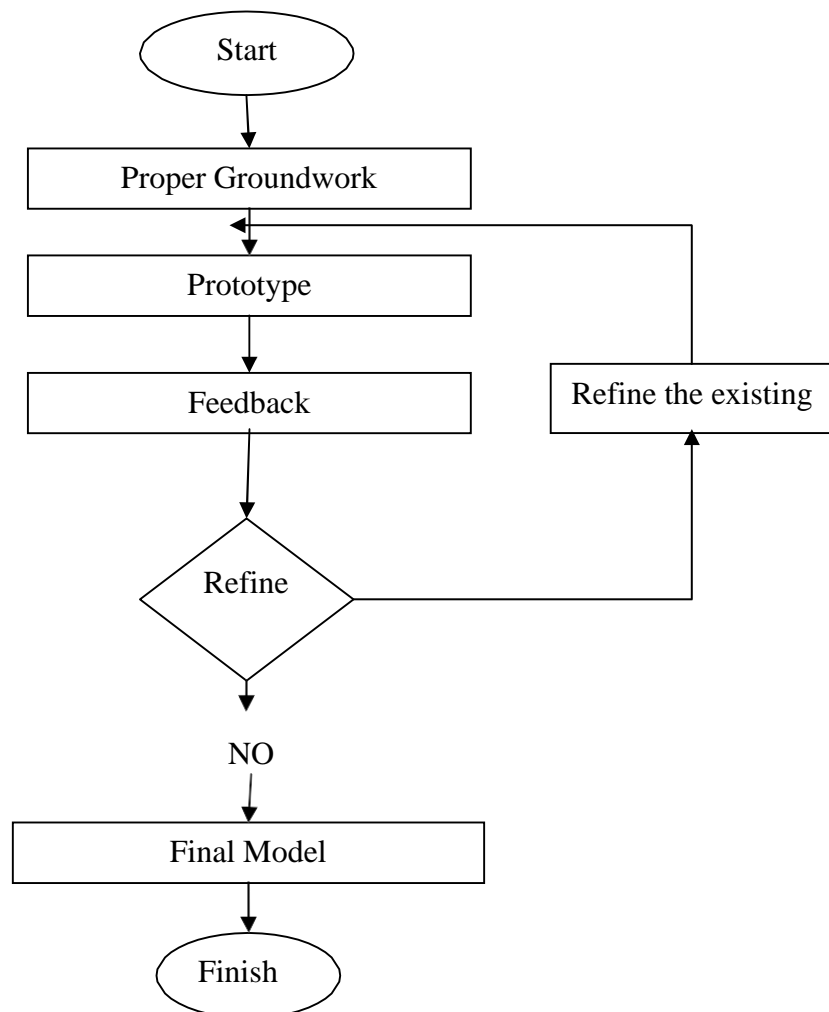 Start
Proper Groundwork
Prototype
Feedback
Refine the existing
Refine
NO
Final Model
Finish